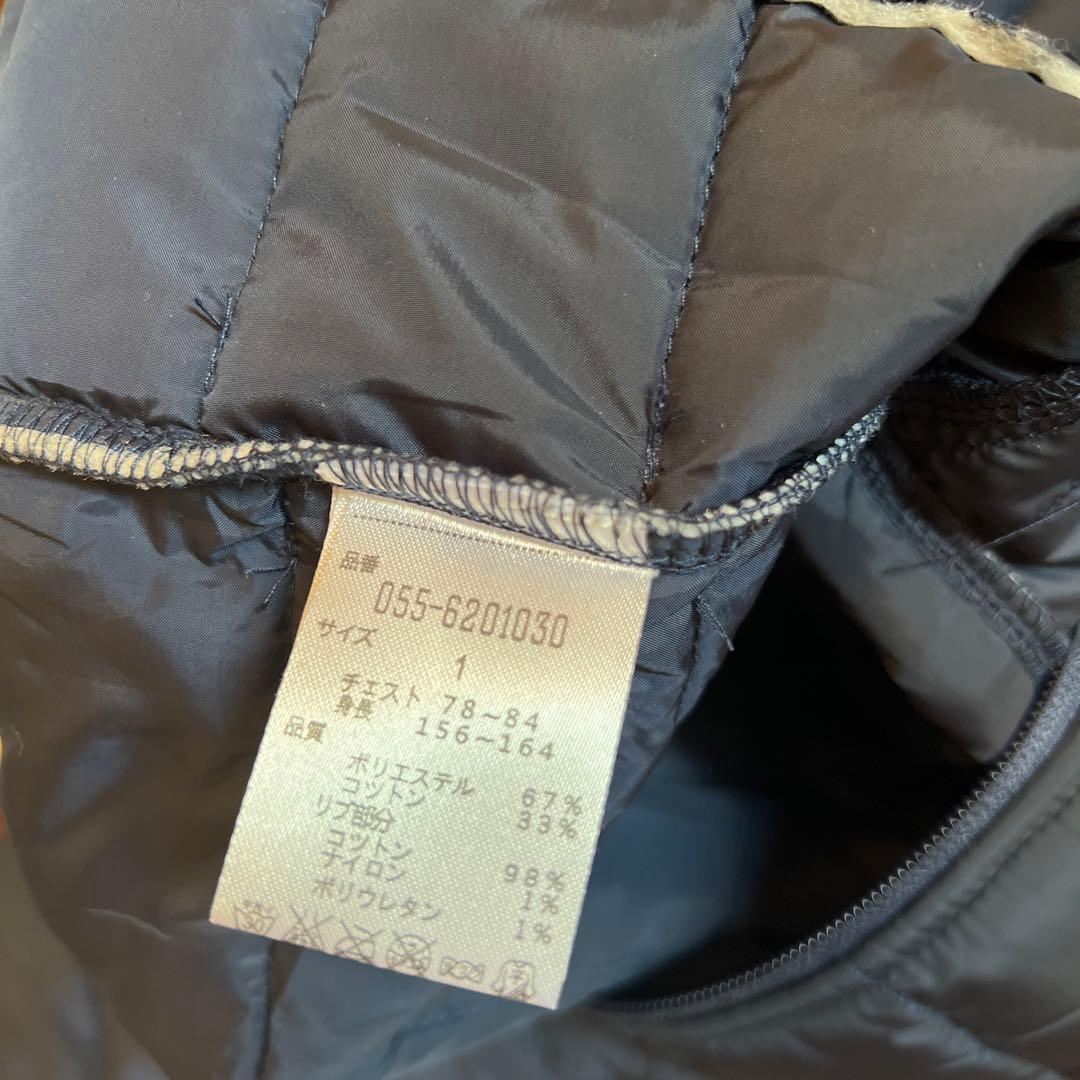 品番
055-6201030
サイズ
1
チェスト 78~84
身長 156~164
品質
ポリエステル 67%
コットン 33%
リブ部分
コットン 98%
ナイロン 1%
ポリウレタン 1%